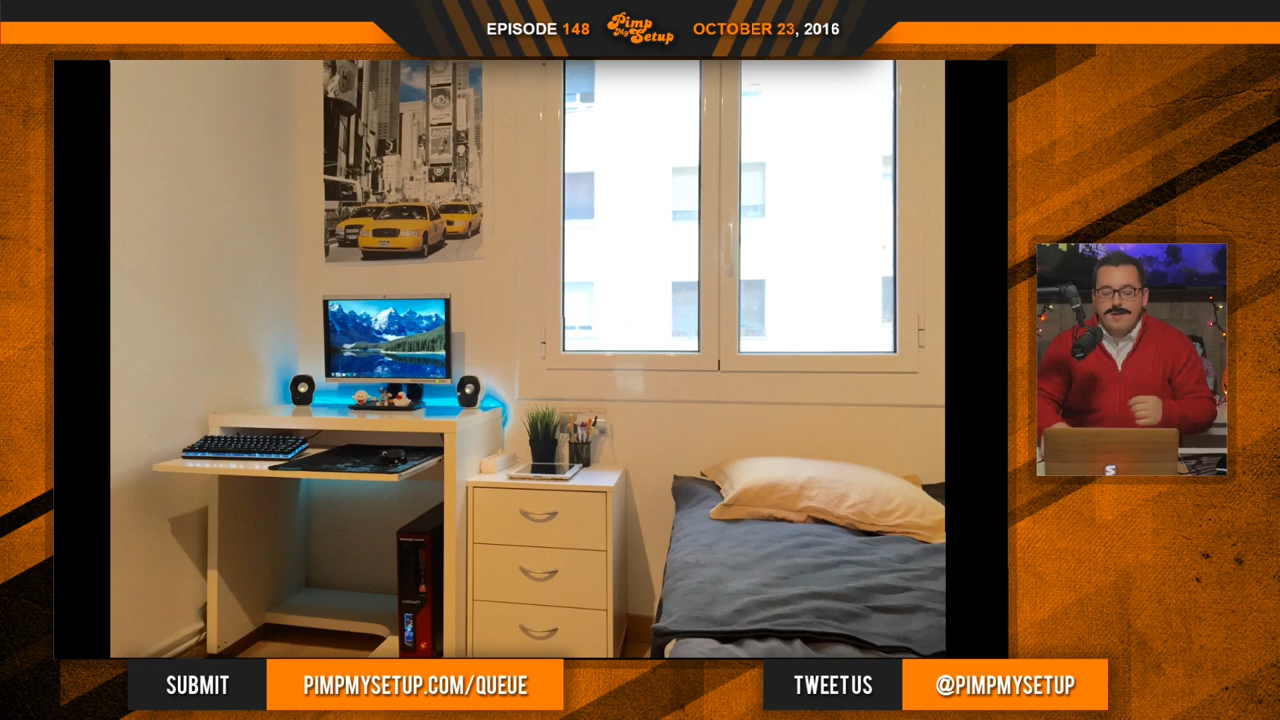 EPISODE 148
Pimp
My
Setup
OCTOBER 23, 2016
SUBMIT
PIMPMYSETUP.COM/QUEUE
TWEET US
@PIMPMYSETUP